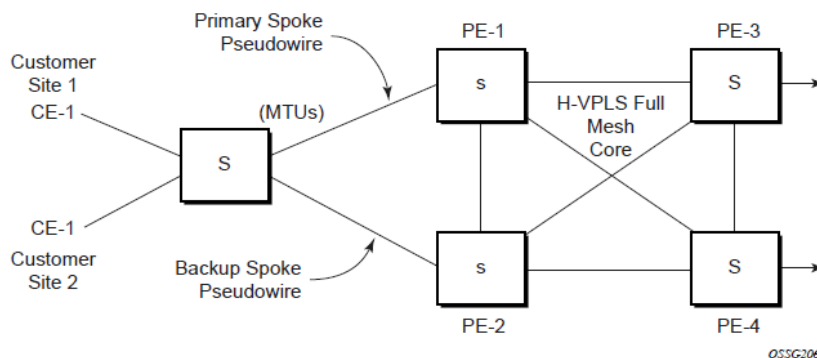 Primary Spoke
Pseudowire
PE-1
PE-3
Customer
Site 1
CE-1
(MTUs)
s
S
H-VPLS Full
Mesh
Core
S
CE-1
Customer
Site 2
Backup Spoke
Pseudowire
s
S
PE-2
PE-4
OSSG206